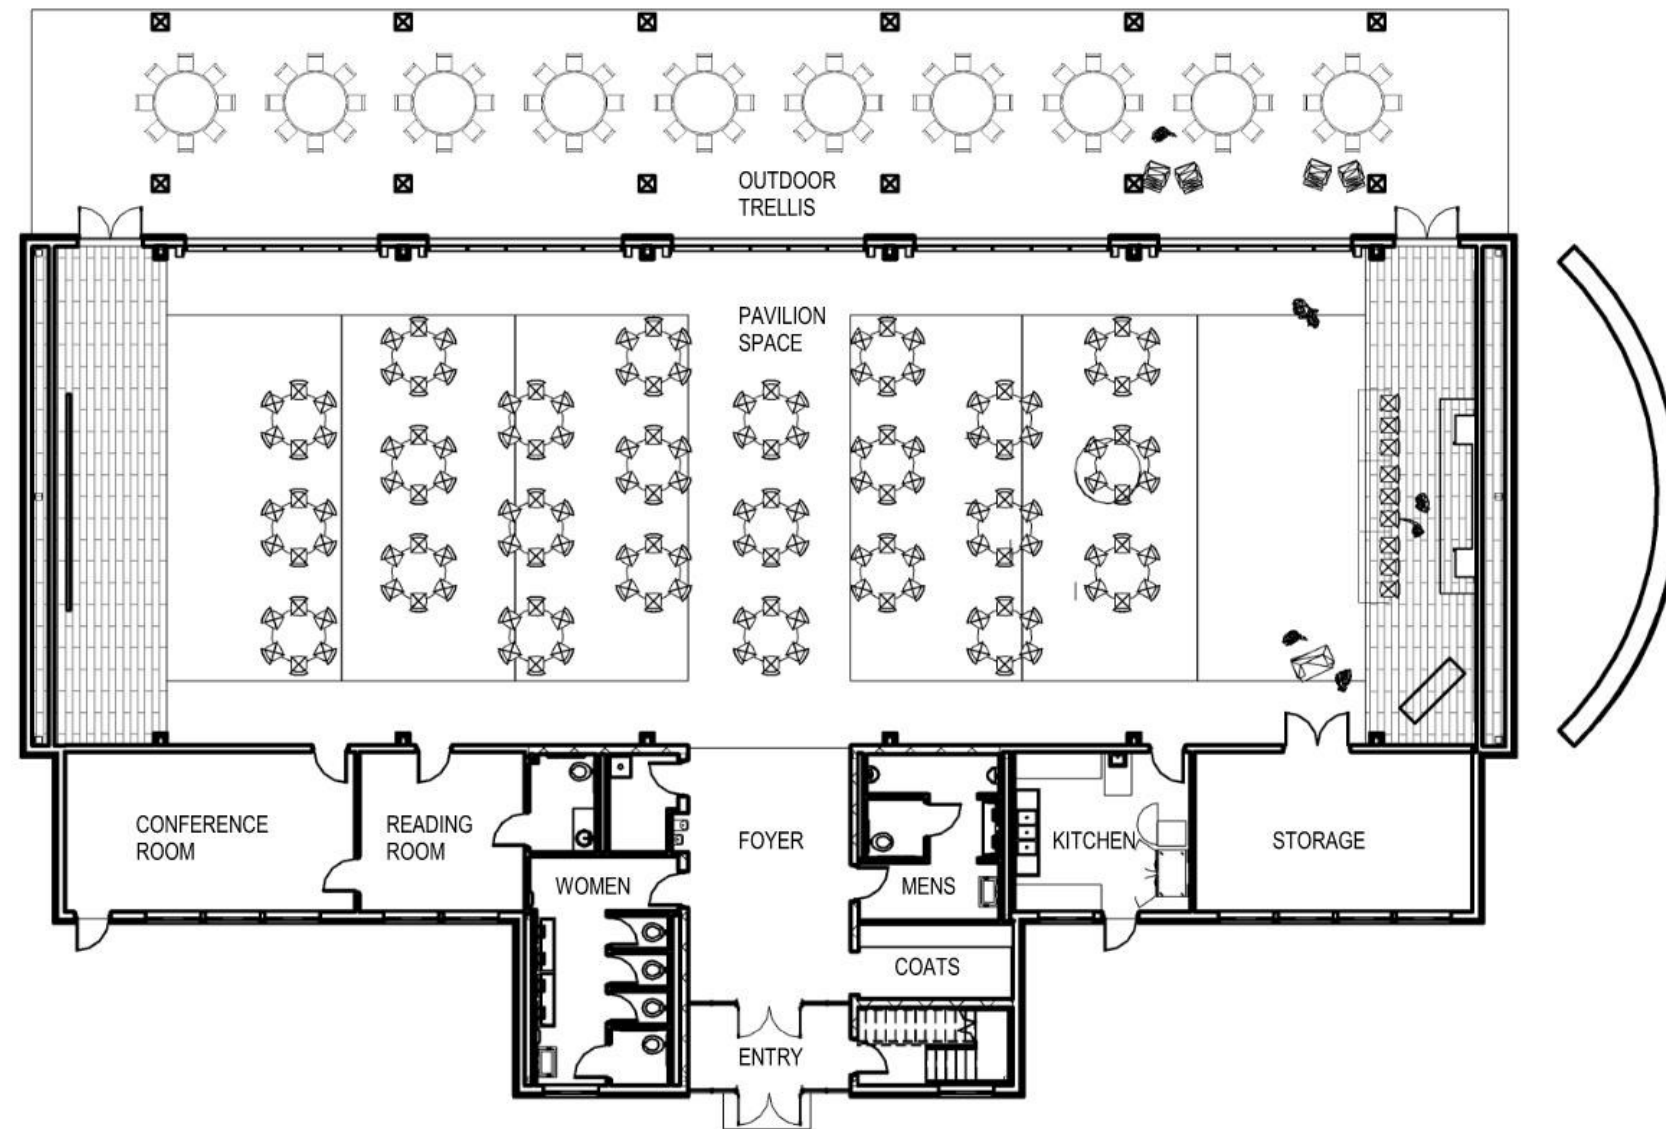 OUTDOOR
TRELLIS
PAVILION
SPACE
CONFERENCE
ROOM
READING
ROOM
FOYER
KITCHEN
STORAGE
WOMEN
MENS
COATS
ENTRY